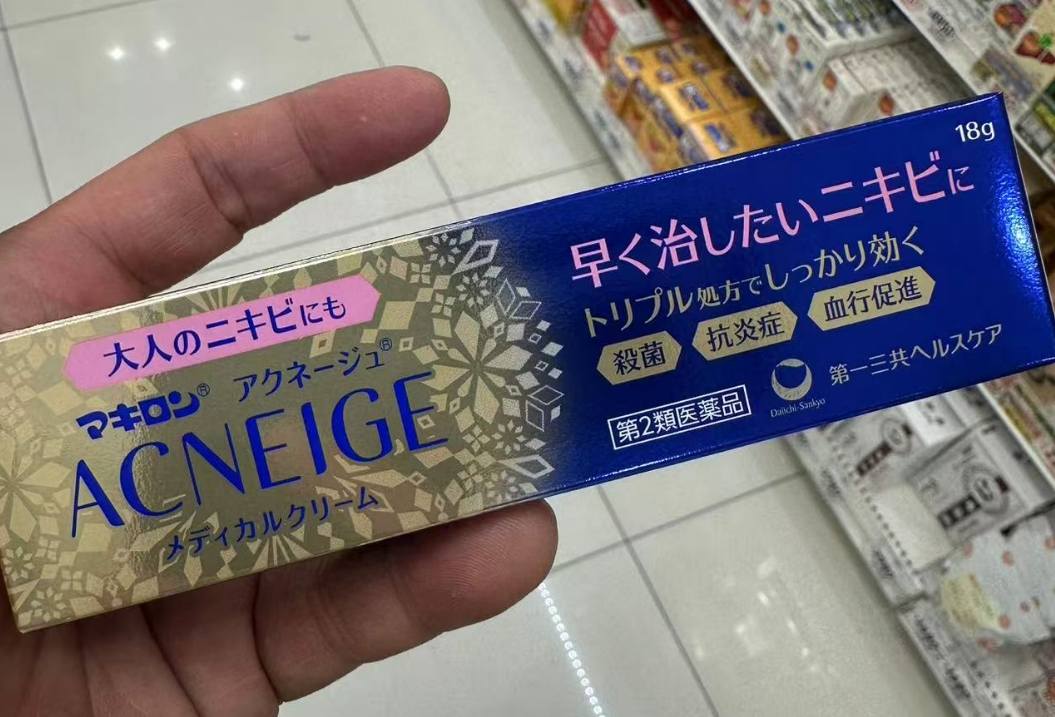 大人のニキビにも
マキロン® アクネージュ®
ACNEIGE
メディカルクリーム
18g
早く治したいニキビに
トリプル処方でしっかり効く
殺菌 抗炎症 血行促進
第2類医薬品
Daiichi-Sankyo
第一三共ヘルスケア